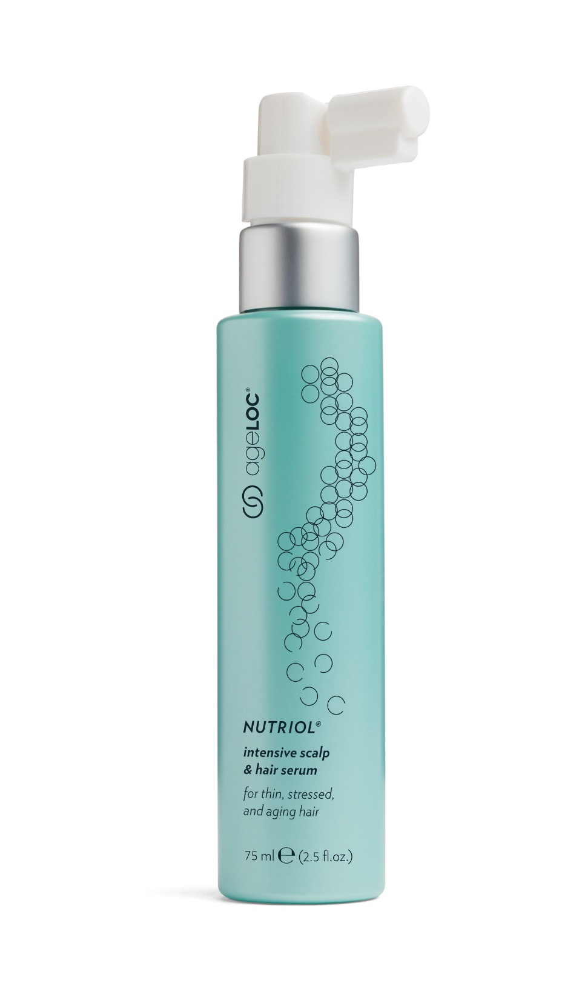 ageLOC®
NUTRIOL®
intensive scalp
& hair serum
for thin, stressed,
and aging hair
75 ml ℮ (2.5 fl.oz.)